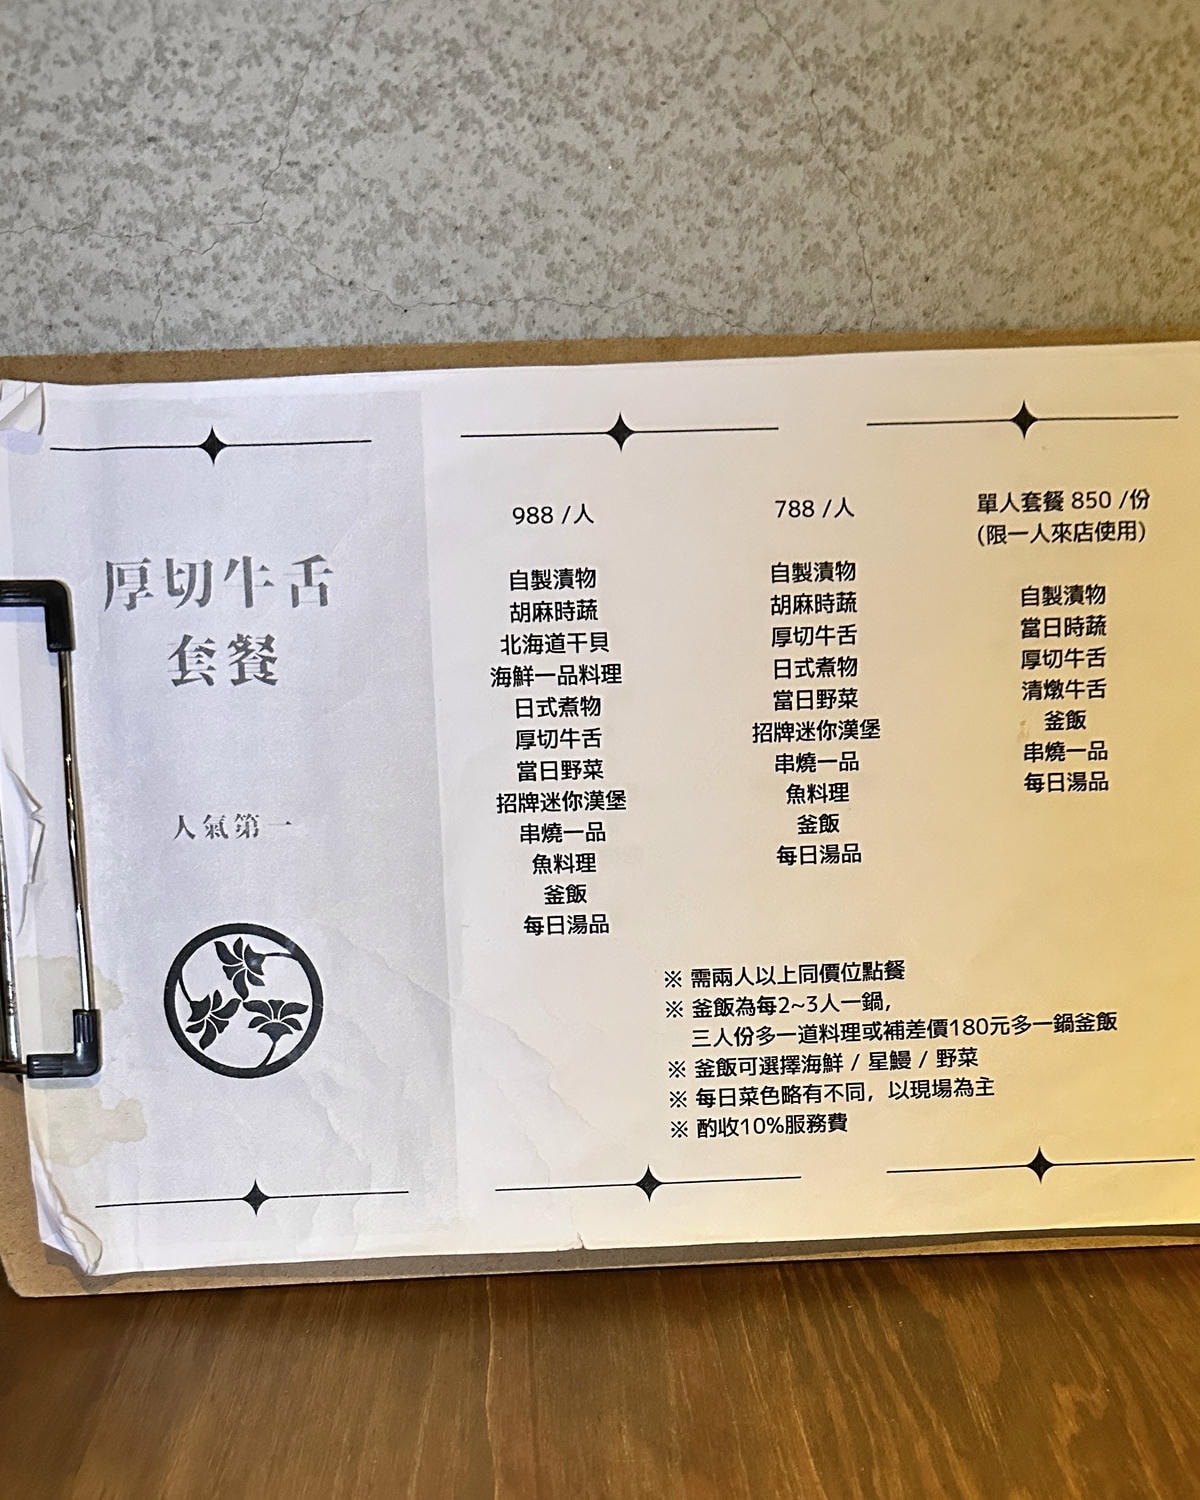 厚切牛舌
套餐
人氣第一
988 /人
自製漬物
胡麻時蔬
北海道干貝
海鮮一品料理
日式煮物
厚切牛舌
當日野菜
招牌迷你漢堡
串燒一品
魚料理
釜飯
每日湯品
788 /人
自製漬物
胡麻時蔬
厚切牛舌
日式煮物
當日野菜
招牌迷你漢堡
串燒一品
魚料理
釜飯
每日湯品
單人套餐 850 /份
(限一人來店使用)
自製漬物
當日時蔬
厚切牛舌
清燉牛舌
釜飯
串燒一品
每日湯品
※ 需兩人以上同價位點餐
※ 釜飯為每2~3人一鍋,
三人份多一道料理或補差價180元多一鍋釜飯
※ 釜飯可選擇海鮮 / 星鰻 / 野菜
※ 每日菜色略有不同，以現場為主
※ 酌收10%服務費